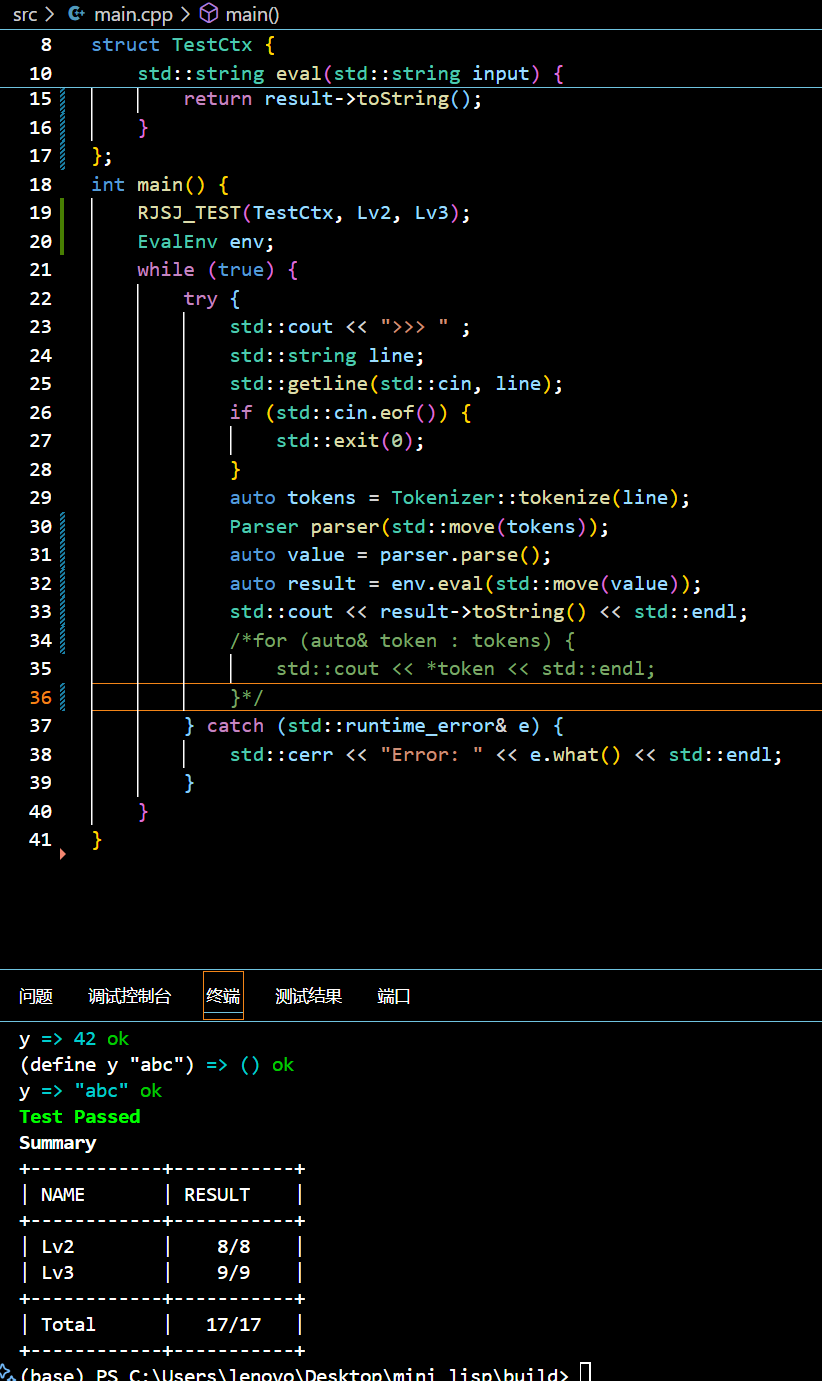 src > main.cpp > main()
8 struct TestCtx {
10 std::string eval(std::string input) {
15 return result->toString();
16 }
17 };
18 int main() {
19 RJSJ_TEST(TestCtx, Lv2, Lv3);
20 EvalEnv env;
21 while (true) {
22 try {
23 std::cout << ">>> " ;
24 std::string line;
25 std::getline(std::cin, line);
26 if (std::cin.eof()) {
27 std::exit(0);
28 }
29 auto tokens = Tokenizer::tokenize(line);
30 Parser parser(std::move(tokens));
31 auto value = parser.parse();
32 auto result = env.eval(std::move(value));
33 std::cout << result->toString() << std::endl;
34 /*for (auto& token : tokens) {
35 std::cout << *token << std::endl;
36 }*/
37 } catch (std::runtime_error& e) {
38 std::cerr << "Error: " << e.what() << std::endl;
39 }
40 }
41 }
问题 调试控制台 终端 测试结果 端口
y => 42 ok
(define y "abc") => () ok
y => "abc" ok
Test Passed
Summary
+------------+-----------+
| NAME | RESULT |
+------------+-----------+
| Lv2 | 8/8 |
| Lv3 | 9/9 |
+------------+-----------+
| Total | 17/17 |
+------------+-----------+
(base) PS C:\Users\lenovo\Desktop\mini_lisp\build>